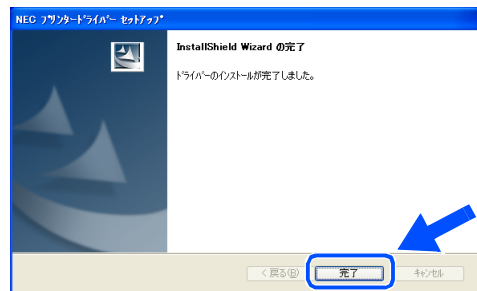 NEC プリンタードライバー セットアップ
InstallShield Wizard の完了
ドライバーのインストールが完了しました。
< 戻る(B)
完了
キャンセル